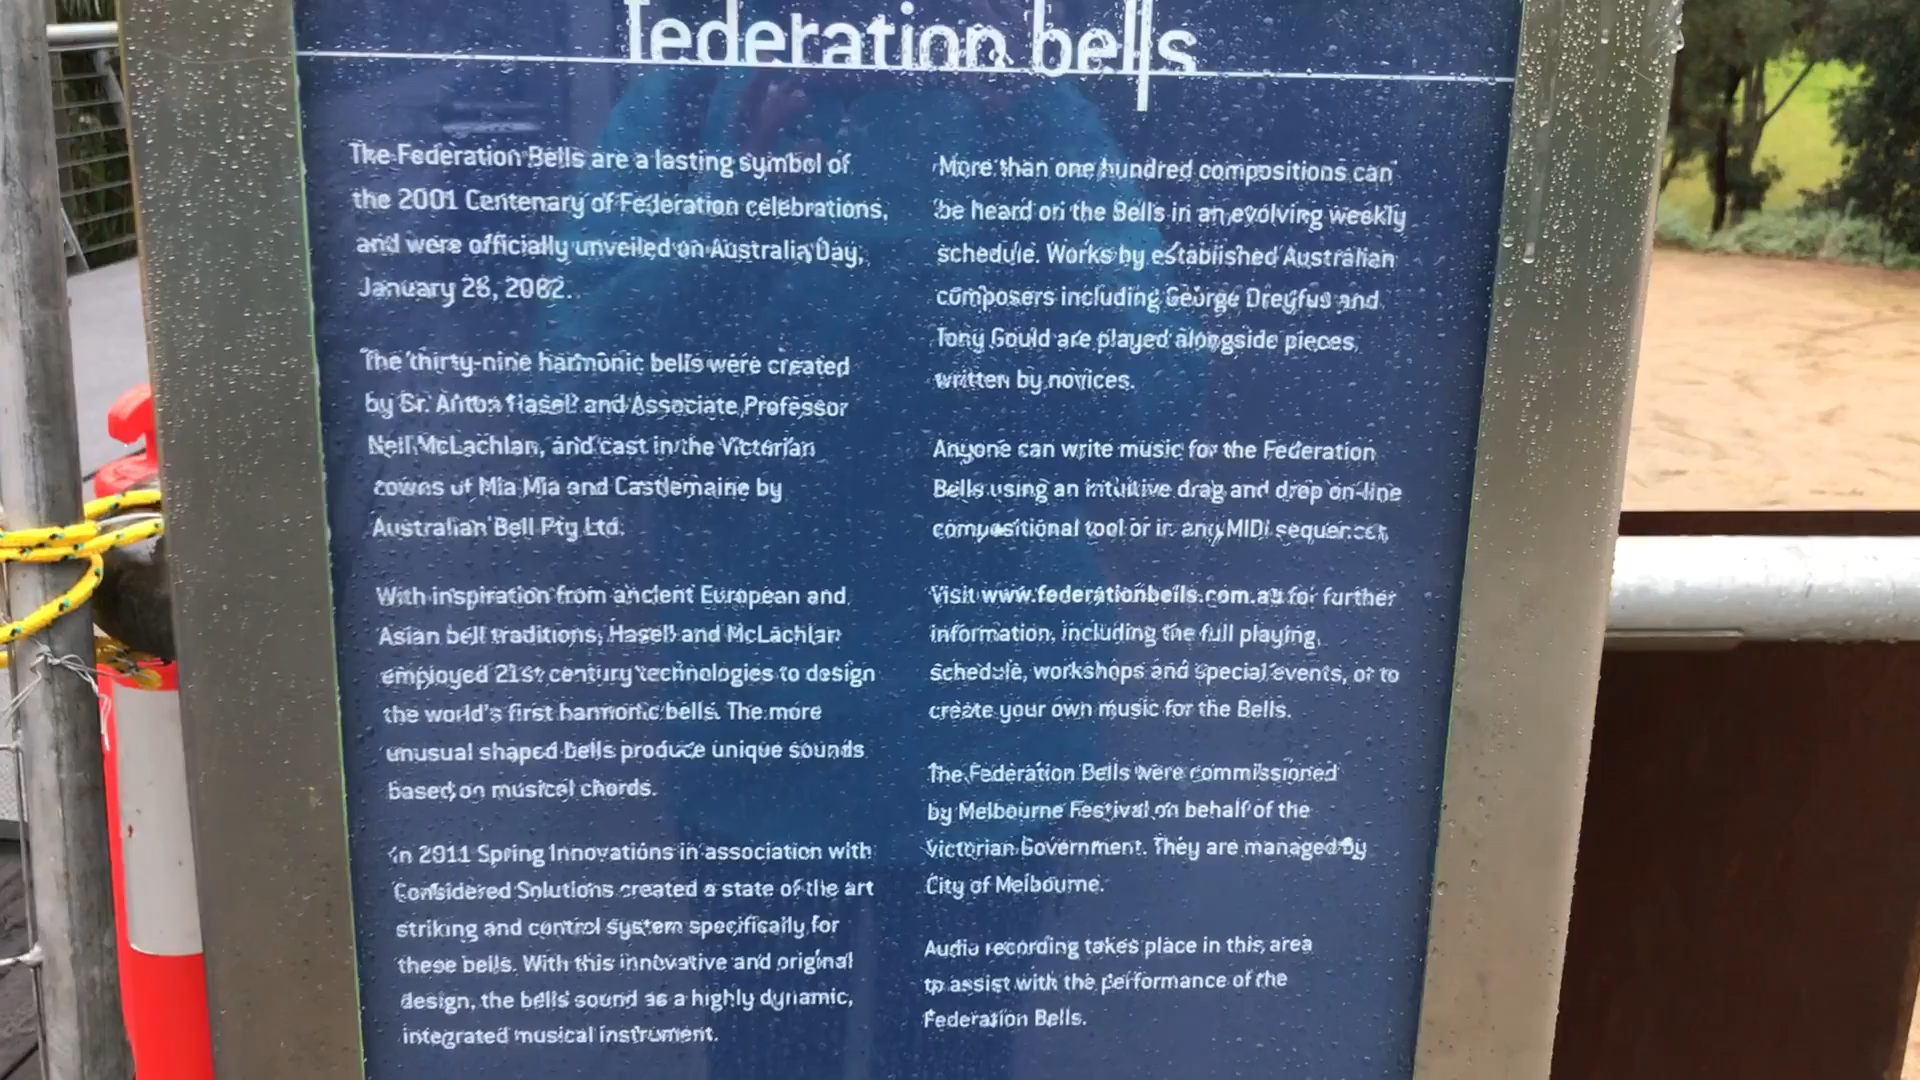 federation bells
The Federation Bells are a lasting symbol of
the 2001 Centenary of Federation celebrations,
and were officially unveiled on Australia Day,
January 26, 2002.
The thirty-nine harmonic bells were created
by Dr. Anton Hasell and Associate Professor
Neil McLachlan, and cast in the Victorian
towns of Mia Mia and Castlemaine by
Australian Bell Pty Ltd.
With inspiration from ancient European and
Asian bell traditions, Hasell and McLachlan
employed 21st century technologies to design
the world's first harmonic bells. The more
unusual shaped bells produce unique sounds
based on musical chords.
In 2011 Spring Innovations in association with
Considered Solutions created a state of the art
striking and control system specifically for
these bells. With this innovative and original
design, the bells sound as a highly dynamic,
integrated musical instrument.
More than one hundred compositions can
be heard on the Bells in an evolving weekly
schedule. Works by established Australian
composers including George Dreyfus and
Tony Gould are played alongside pieces
written by novices.
Anyone can write music for the Federation
Bells using an intuitive drag and drop on-line
compositional tool or in any MIDI sequencer.
Visit www.federationbells.com.au for further
information, including the full playing
schedule, workshops and special events, or to
create your own music for the Bells.
The Federation Bells were commissioned
by Melbourne Festival on behalf of the
Victorian Government. They are managed by
City of Melbourne.
Audio recording takes place in this area
to assist with the performance of the
Federation Bells.